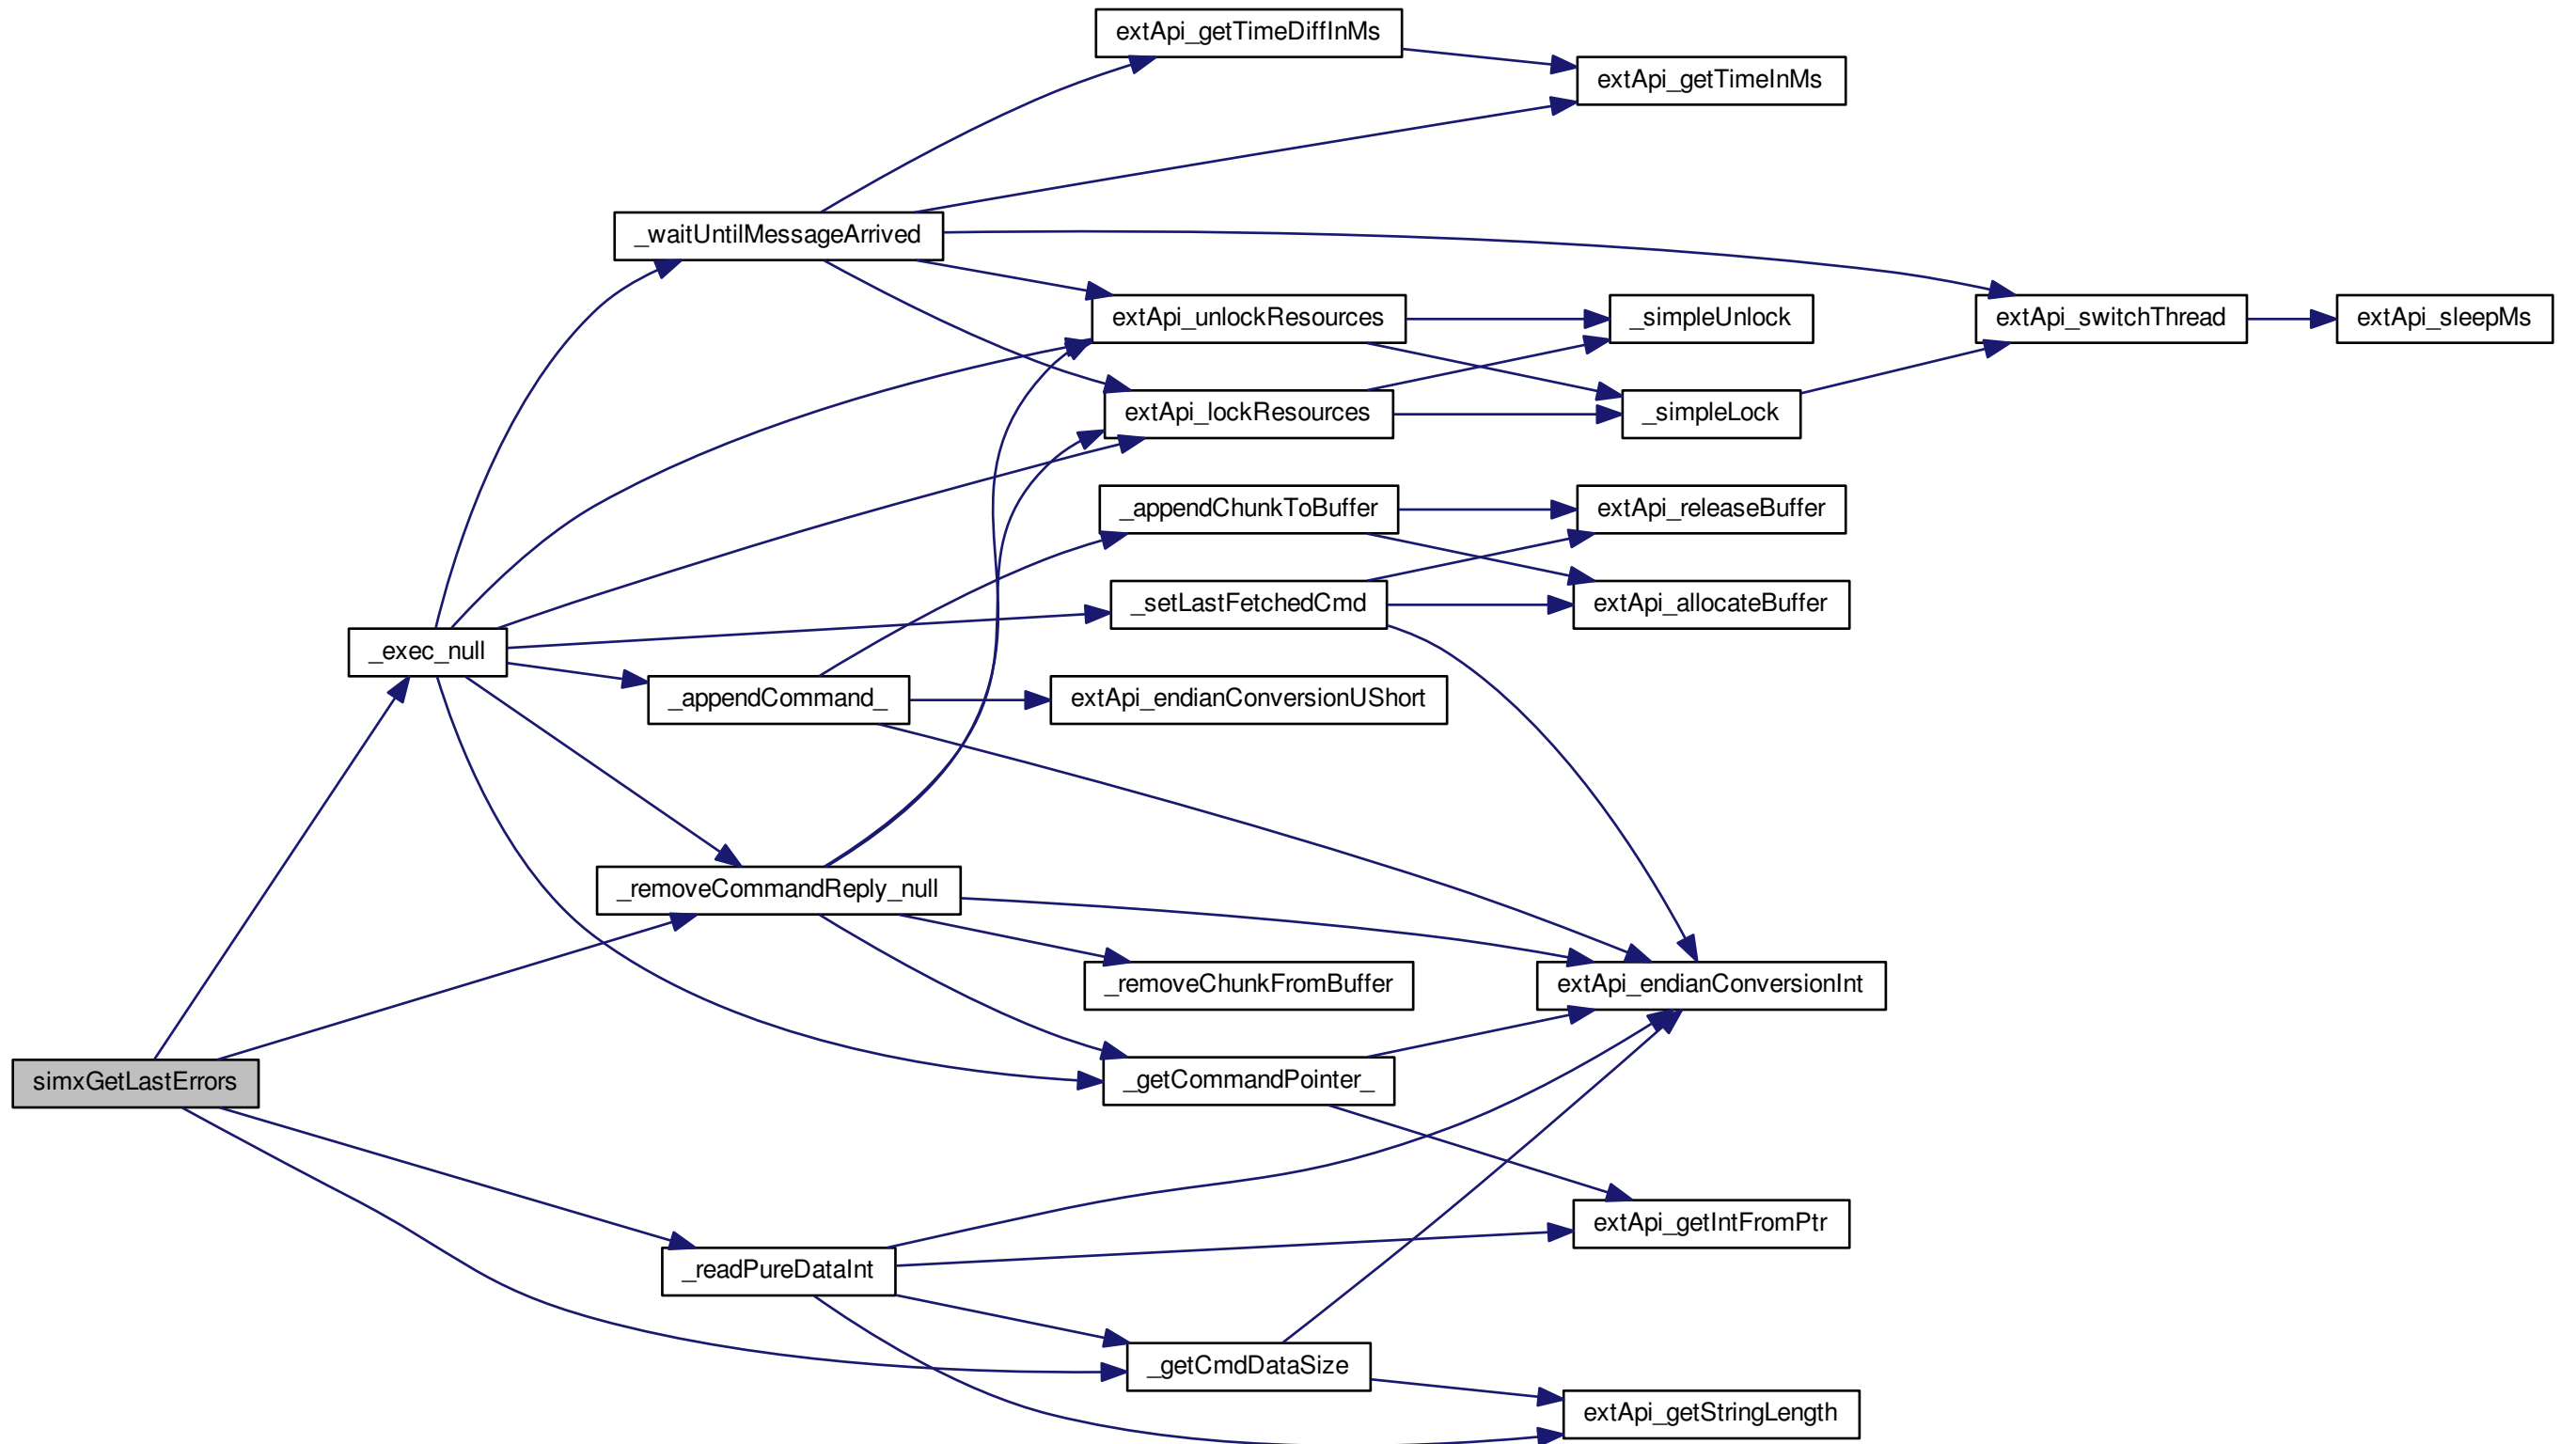 extApi_getTimeDiffInMs
extApi_getTimeInMs
_waitUntilMessageArrived
extApi_unlockResources
_simpleUnlock
extApi_switchThread
extApi_sleepMs
extApi_lockResources
_simpleLock
_appendChunkToBuffer
extApi_releaseBuffer
_setLastFetchedCmd
extApi_allocateBuffer
_exec_null
_appendCommand_
extApi_endianConversionUShort
_removeCommandReply_null
_removeChunkFromBuffer
extApi_endianConversionInt
simxGetLastErrors
_getCommandPointer_
extApi_getIntFromPtr
_readPureDataInt
_getCmdDataSize
extApi_getStringLength